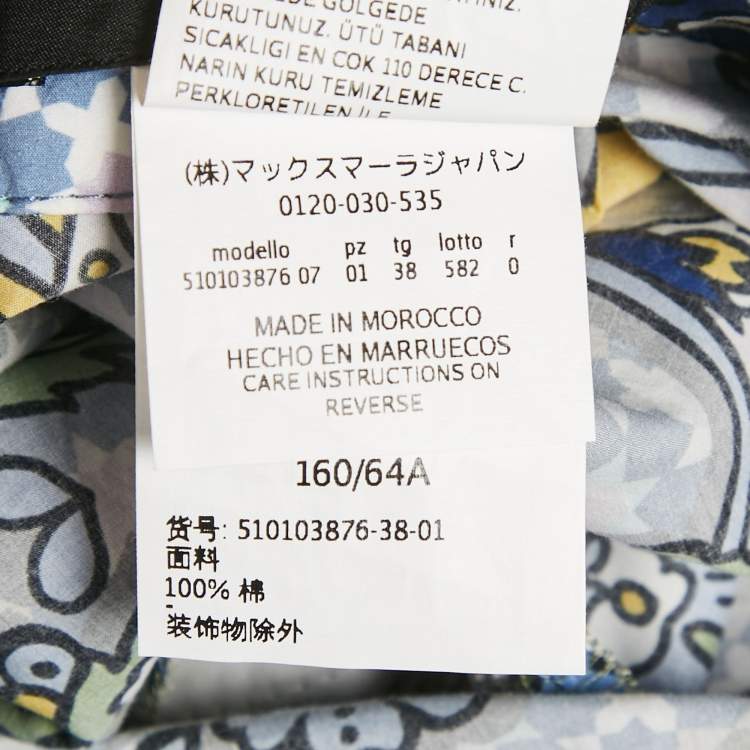 GÖLGEDE
KURUTUNUZ. ÜTÜ TABANI
SICAKLIGI EN COK 110 DERECE C.
NARIN KURU TEMIZLEME
PERKLORETILEN ILE
(株)マックスマーラジャパン
0120-030-535
modello pz tg lotto r
510103876 07 01 38 582 0
MADE IN MOROCCO
HECHO EN MARRUECOS
CARE INSTRUCTIONS ON
REVERSE
160/64A
货号: 510103876-38-01
面料
100% 棉
-
装饰物除外